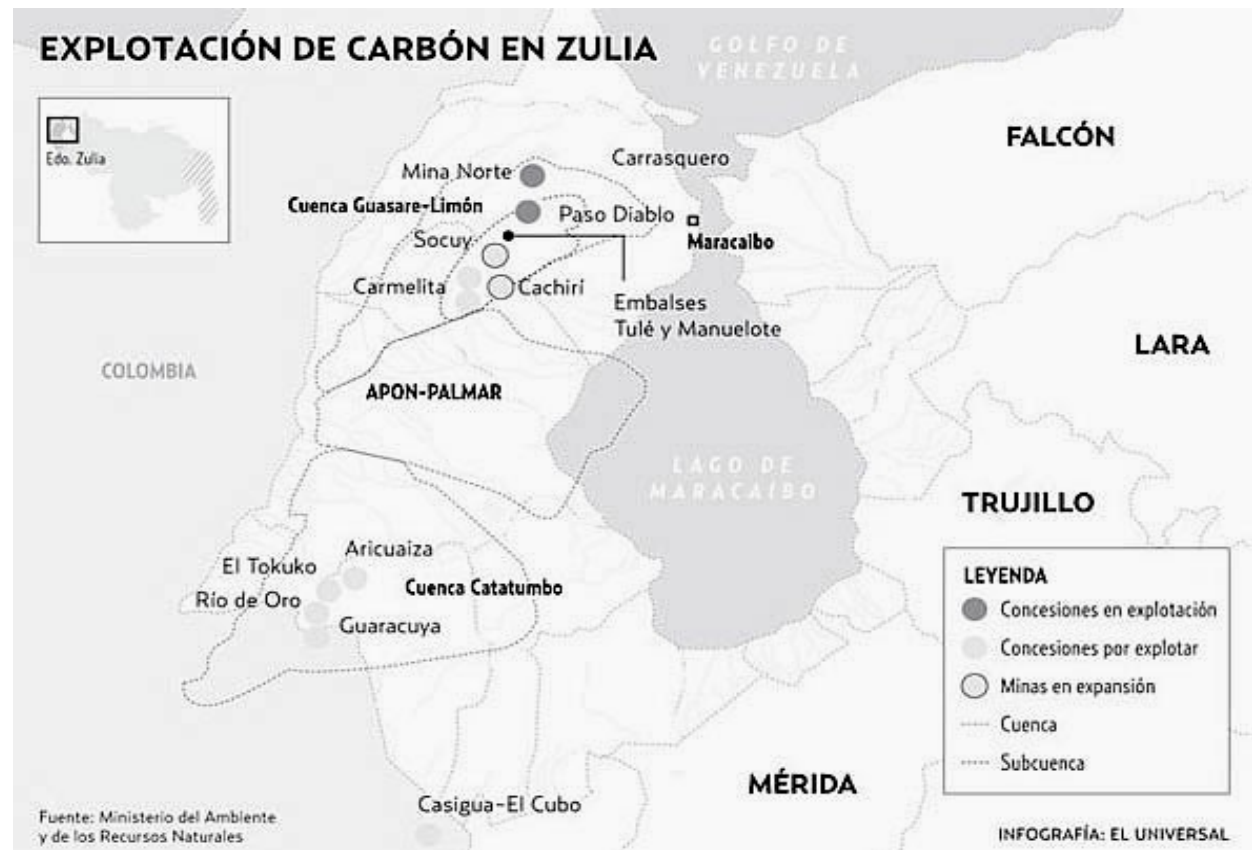 EXPLOTACIÓN DE CARBÓN EN ZULIA
GOLFO DE
VENEZUELA
Edo. Zulia
FALCÓN
Carrasquero
Mina Norte
Cuenca Guasare-Limón
Paso Diablo
Maracaibo
Socuy
Carmelita
Cachirí
Embalses
Tulé y Manuelote
LARA
COLOMBIA
APON-PALMAR
LAGO DE
MARACAÍBO
TRUJILLO
Aricuaiza
El Tokuko
Cuenca Catatumbo
Río de Oro
Guaracuya
LEYENDA
Concesiones en explotación
Concesiones por explotar
Minas en expansión
Cuenca
Subcuenca
MÉRIDA
Casigua-El Cubo
Fuente: Ministerio del Ambiente
y de los Recursos Naturales
INFOGRAFÍA: EL UNIVERSAL